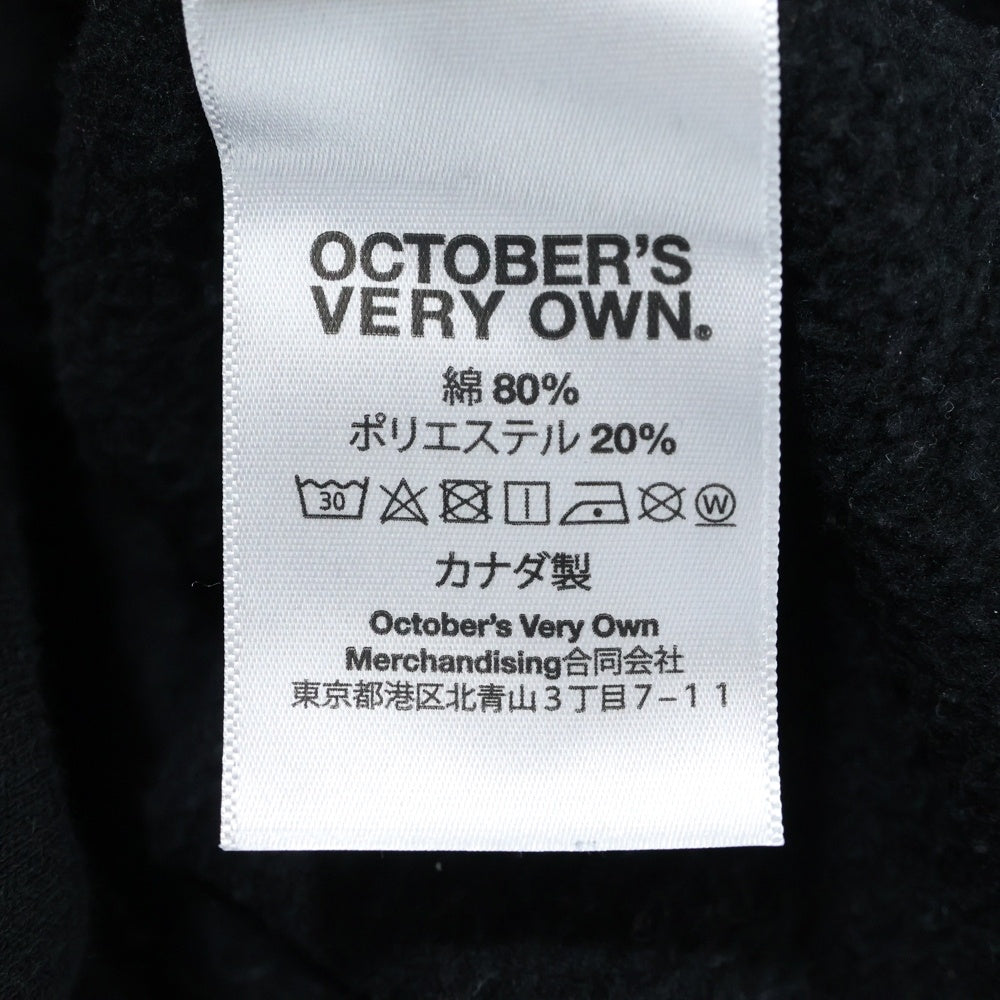 OCTOBER'S
VERY OWN.®
綿 80%
ポリエステル 20%
30 W
カナダ製
October's Very Own
Merchandising合同会社
東京都港区北青山3丁目7-11